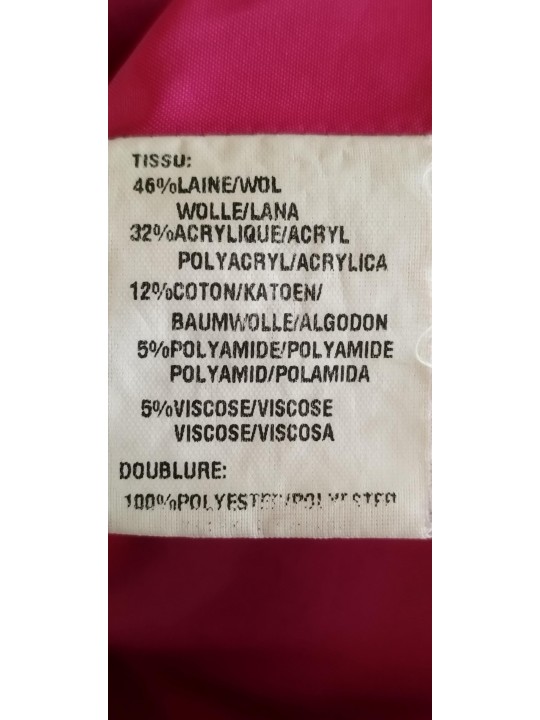 TISSU:
46%LAINE/WOL
WOLLE/LANA
32%ACRYLIQUE/ACRYL
POLYACRYL/ACRYLICA
12%COTON/KATOEN/
BAUMWOLLE/ALGODON
5%POLYAMIDE/POLYAMIDE
POLYAMID/POLAMIDA
5%VISCOSE/VISCOSE
VISCOSE/VISCOSA
DOUBLURE:
100%POLYESTER/POLYESTER